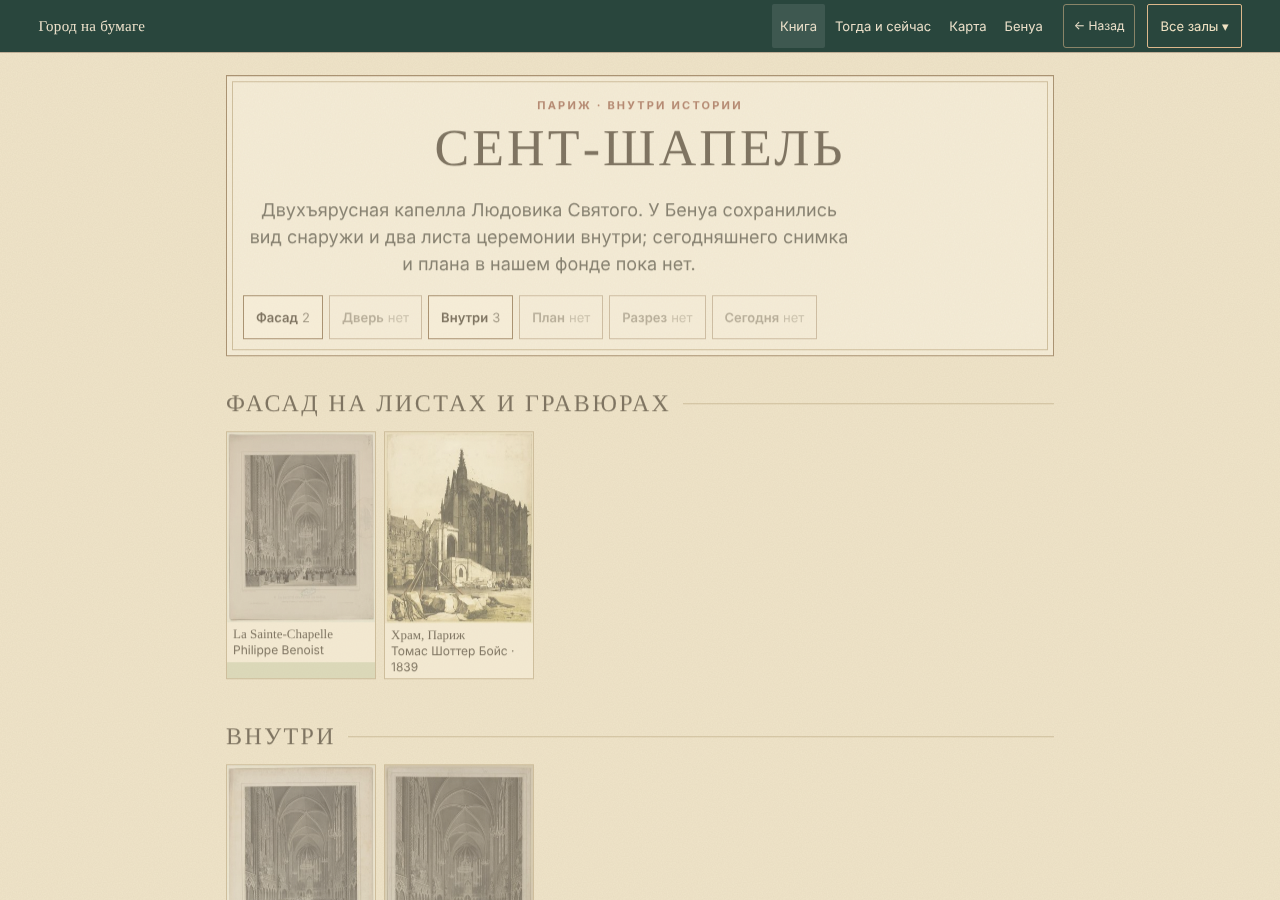 Город на бумаге
Книга
Тогда и сейчас
Карта
Бенуа
← Назад
Все залы ▾
ПАРИЖ · ВНУТРИ ИСТОРИИ
СЕНТ-ШАПЕЛЬ
Двухъярусная капелла Людовика Святого. У Бенуа сохранились
вид снаружи и два листа церемонии внутри; сегодняшнего снимка
и плана в нашем фонде пока нет.
Фасад 2
Дверь нет
Внутри 3
План нет
Разрез нет
Сегодня нет
ФАСАД НА ЛИСТАХ И ГРАВЮРАХ
La Sainte-Chapelle
Philippe Benoist
Храм, Париж
Томас Шоттер Бойс ·
1839
ВНУТРИ